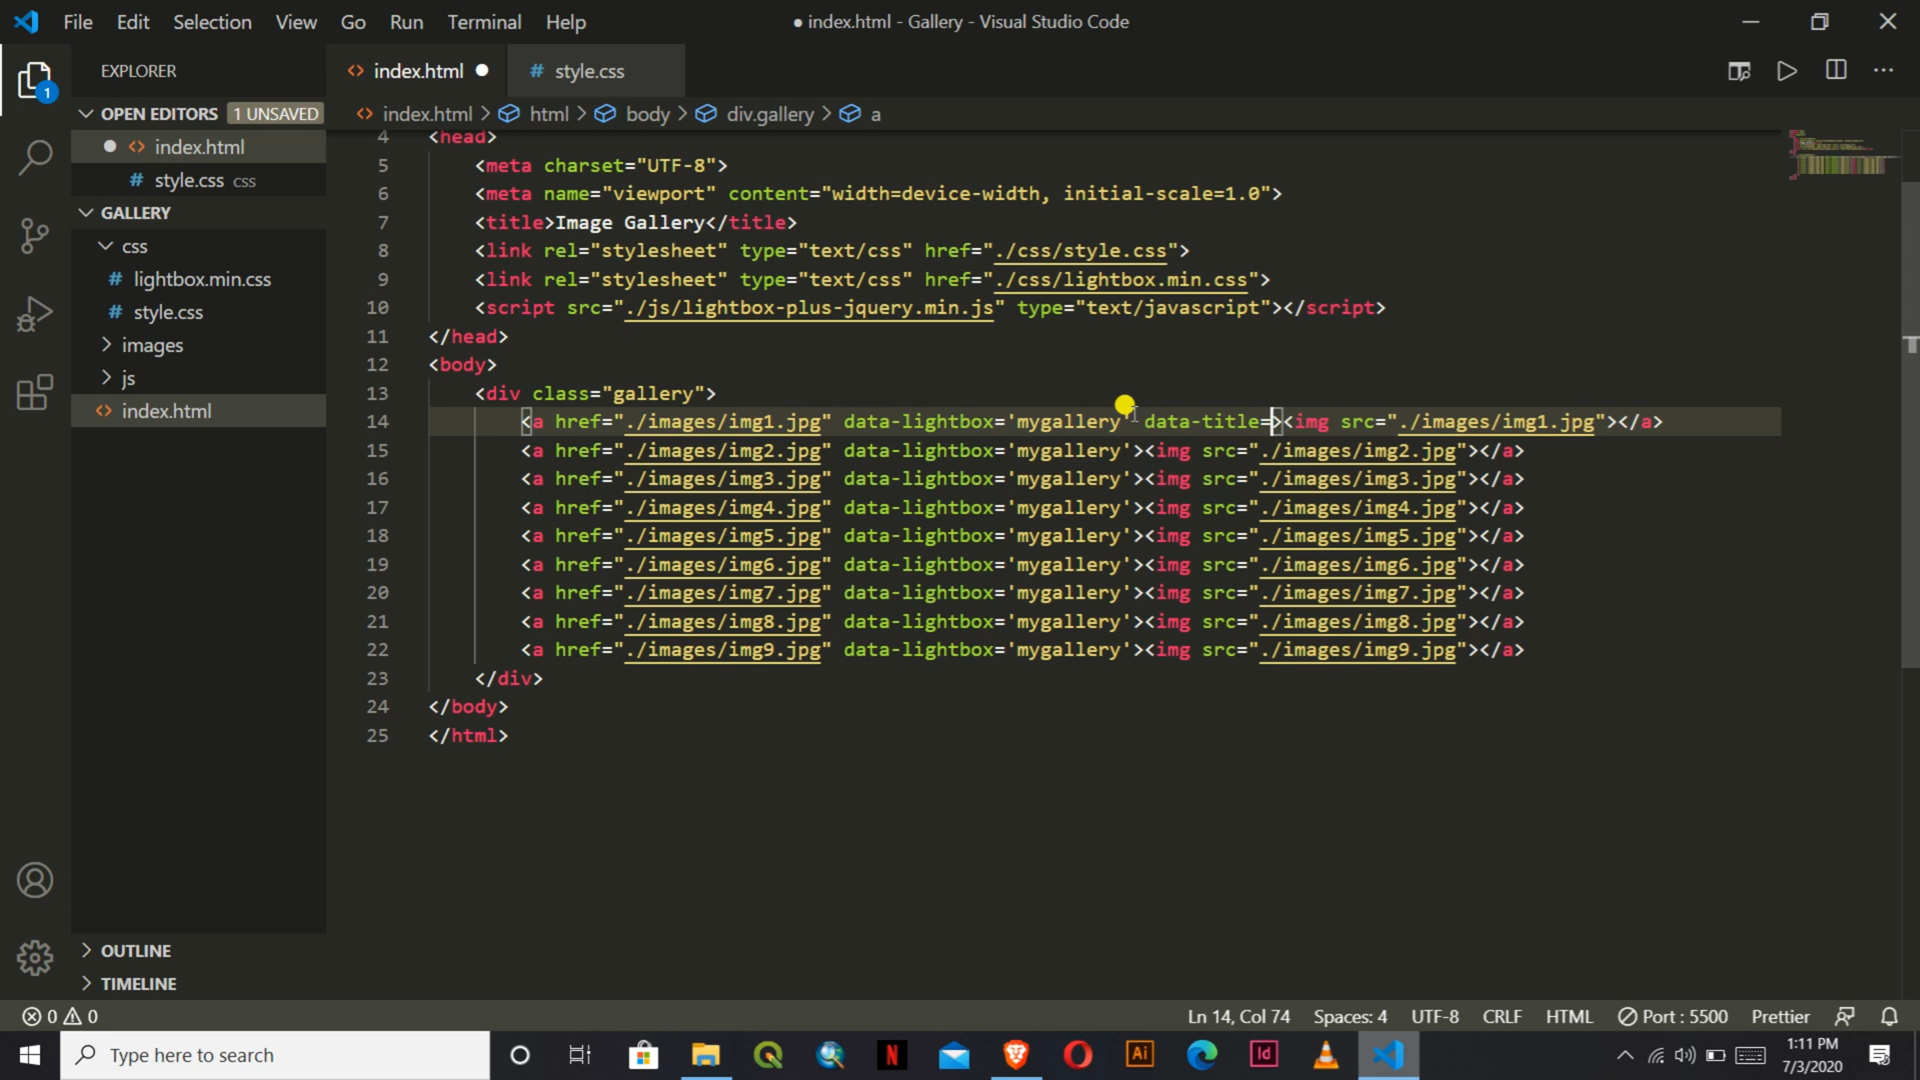 File Edit Selection View Go Run Terminal Help ● index.html - Gallery - Visual Studio Code
EXPLORER
<> index.html ● # style.css
OPEN EDITORS 1 UNSAVED
<> index.html > html > body > div.gallery > a
● <> index.html
# style.css css
GALLERY
css
# lightbox.min.css
# style.css
> images
> js
<> index.html
> OUTLINE
> TIMELINE
1
4 <head>
5 <meta charset="UTF-8">
6 <meta name="viewport" content="width=device-width, initial-scale=1.0">
7 <title>Image Gallery</title>
8 <link rel="stylesheet" type="text/css" href="./css/style.css">
9 <link rel="stylesheet" type="text/css" href="./css/lightbox.min.css">
10 <script src="./js/lightbox-plus-jquery.min.js" type="text/javascript"></script>
11 </head>
12 <body>
13 <div class="gallery">
14 <a href="./images/img1.jpg" data-lightbox='mygallery' data-title=><img src="./images/img1.jpg"></a>
15 <a href="./images/img2.jpg" data-lightbox='mygallery'><img src="./images/img2.jpg"></a>
16 <a href="./images/img3.jpg" data-lightbox='mygallery'><img src="./images/img3.jpg"></a>
17 <a href="./images/img4.jpg" data-lightbox='mygallery'><img src="./images/img4.jpg"></a>
18 <a href="./images/img5.jpg" data-lightbox='mygallery'><img src="./images/img5.jpg"></a>
19 <a href="./images/img6.jpg" data-lightbox='mygallery'><img src="./images/img6.jpg"></a>
20 <a href="./images/img7.jpg" data-lightbox='mygallery'><img src="./images/img7.jpg"></a>
21 <a href="./images/img8.jpg" data-lightbox='mygallery'><img src="./images/img8.jpg"></a>
22 <a href="./images/img9.jpg" data-lightbox='mygallery'><img src="./images/img9.jpg"></a>
23 </div>
24 </body>
25 </html>
0 0 Ln 14, Col 74 Spaces: 4 UTF-8 CRLF HTML Port : 5500 Prettier
Type here to search
N Ai Id
1:11 PM
7/3/2020